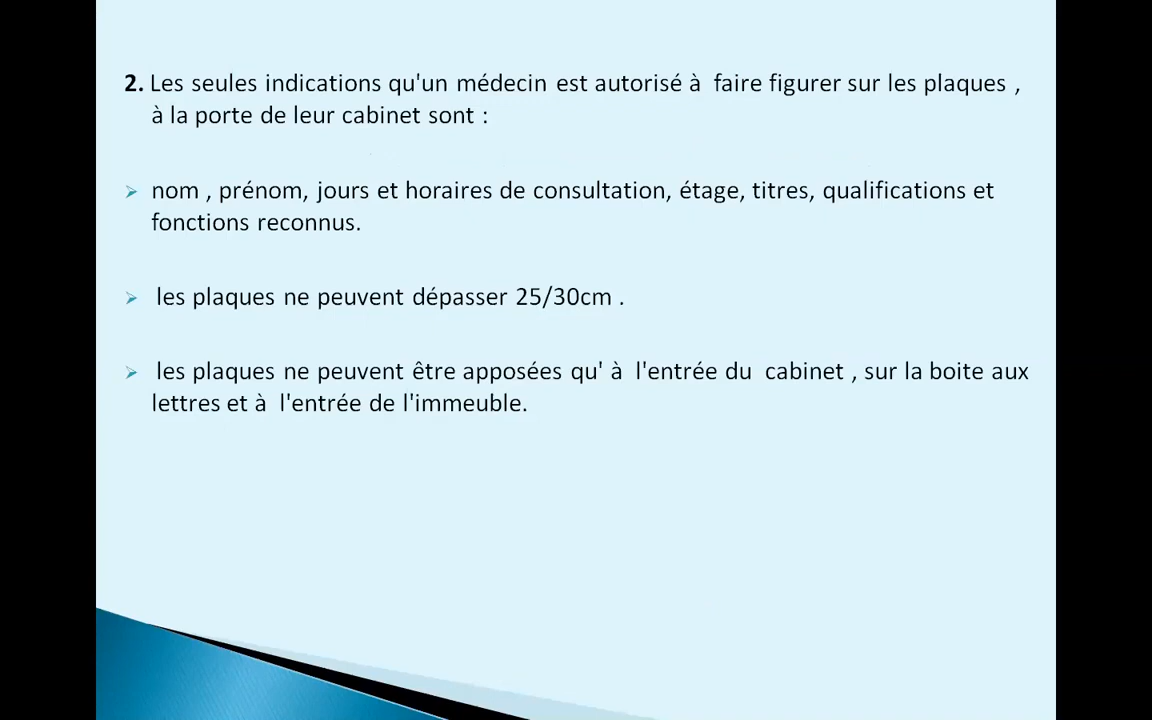 2. Les seules indications qu'un médecin est autorisé à faire figurer sur les plaques ,
à la porte de leur cabinet sont :
nom , prénom, jours et horaires de consultation, étage, titres, qualifications et
fonctions reconnus.
les plaques ne peuvent dépasser 25/30cm .
les plaques ne peuvent être apposées qu' à l'entrée du cabinet , sur la boite aux
lettres et à l'entrée de l'immeuble.